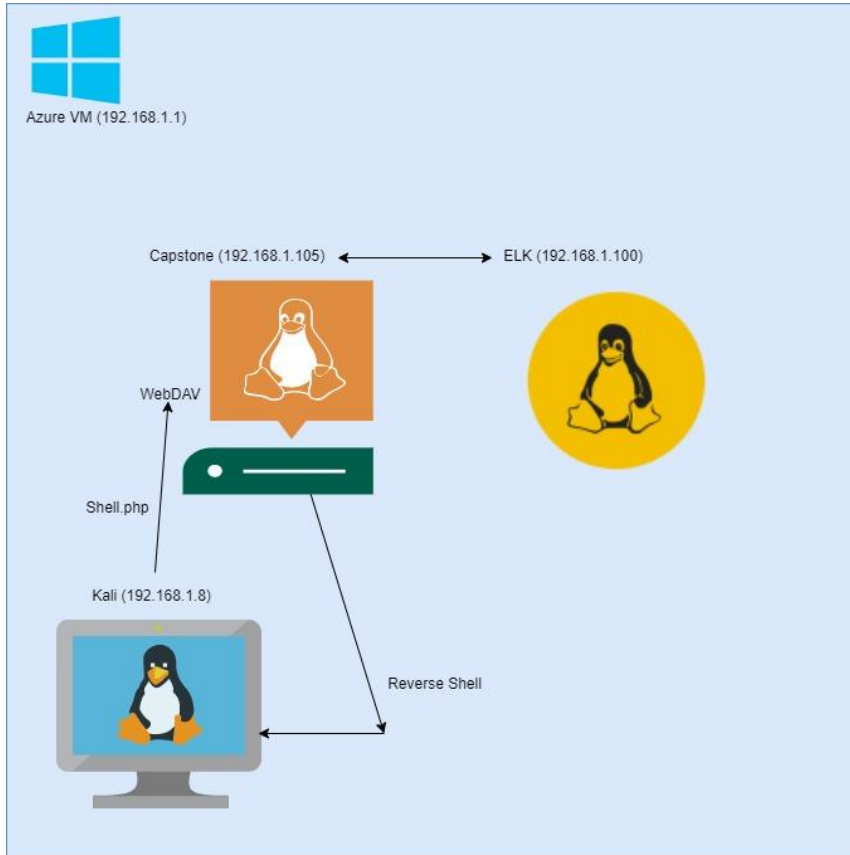 Azure VM (192.168.1.1)
Capstone (192.168.1.105)
ELK (192.168.1.100)
WebDAV
Shell.php
Kali (192.168.1.8)
Reverse Shell